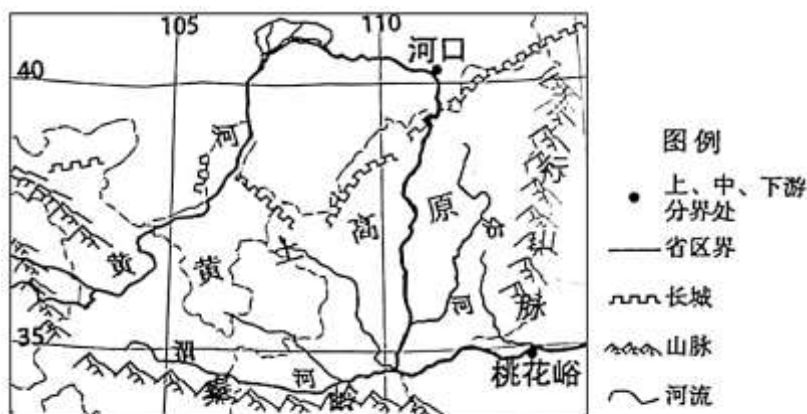 105
110
河口
40
河
行
高
原
汾
土
山
黄
黄
河
脉
35
渭
河
桃花峪
秦
岭
图例
上、中、下游
分界处
省区界
长城
山脉
河流